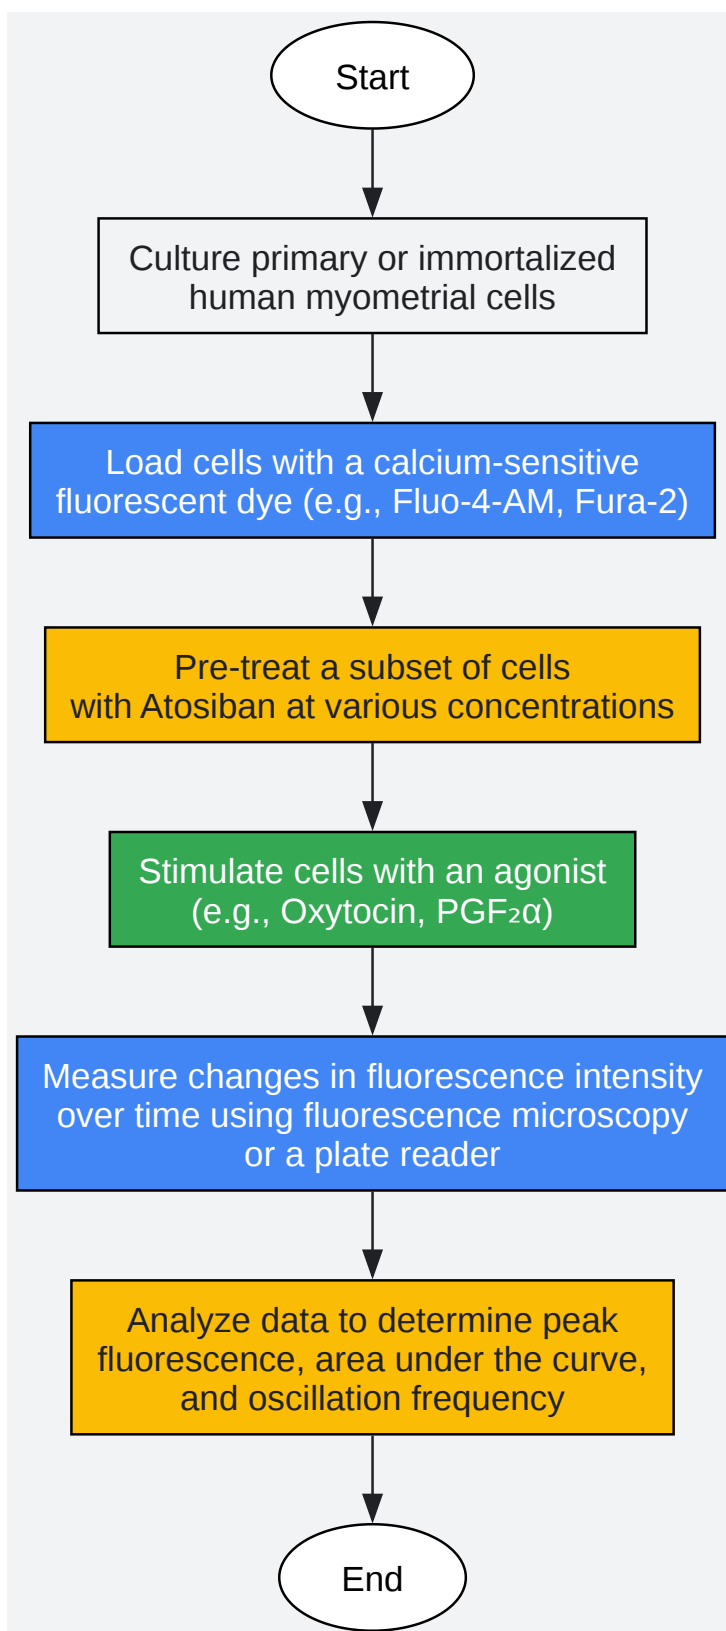 Start
Culture primary or immortalized
human myometrial cells
Load cells with a calcium-sensitive
fluorescent dye (e.g., Fluo-4-AM, Fura-2)
Pre-treat a subset of cells
with Atosiban at various concentrations
Stimulate cells with an agonist
(e.g., Oxytocin, PGF₂α)
Measure changes in fluorescence intensity
over time using fluorescence microscopy
or a plate reader
Analyze data to determine peak
fluorescence, area under the curve,
and oscillation frequency
End